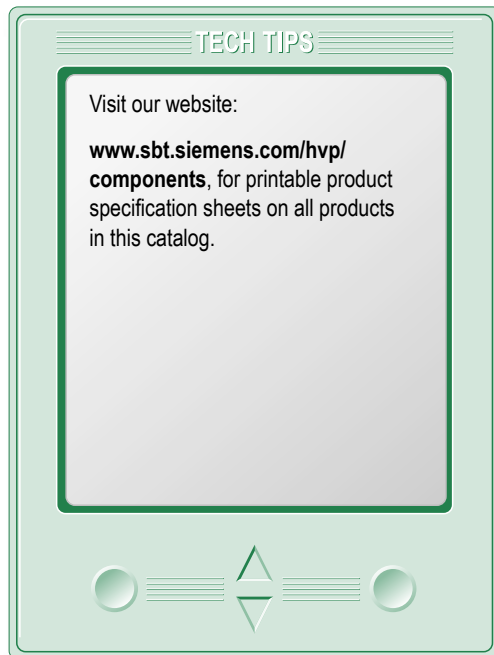 TECH TIPS
Visit our website:
www.sbt.siemens.com/hvp/
components, for printable product
specification sheets on all products
in this catalog.